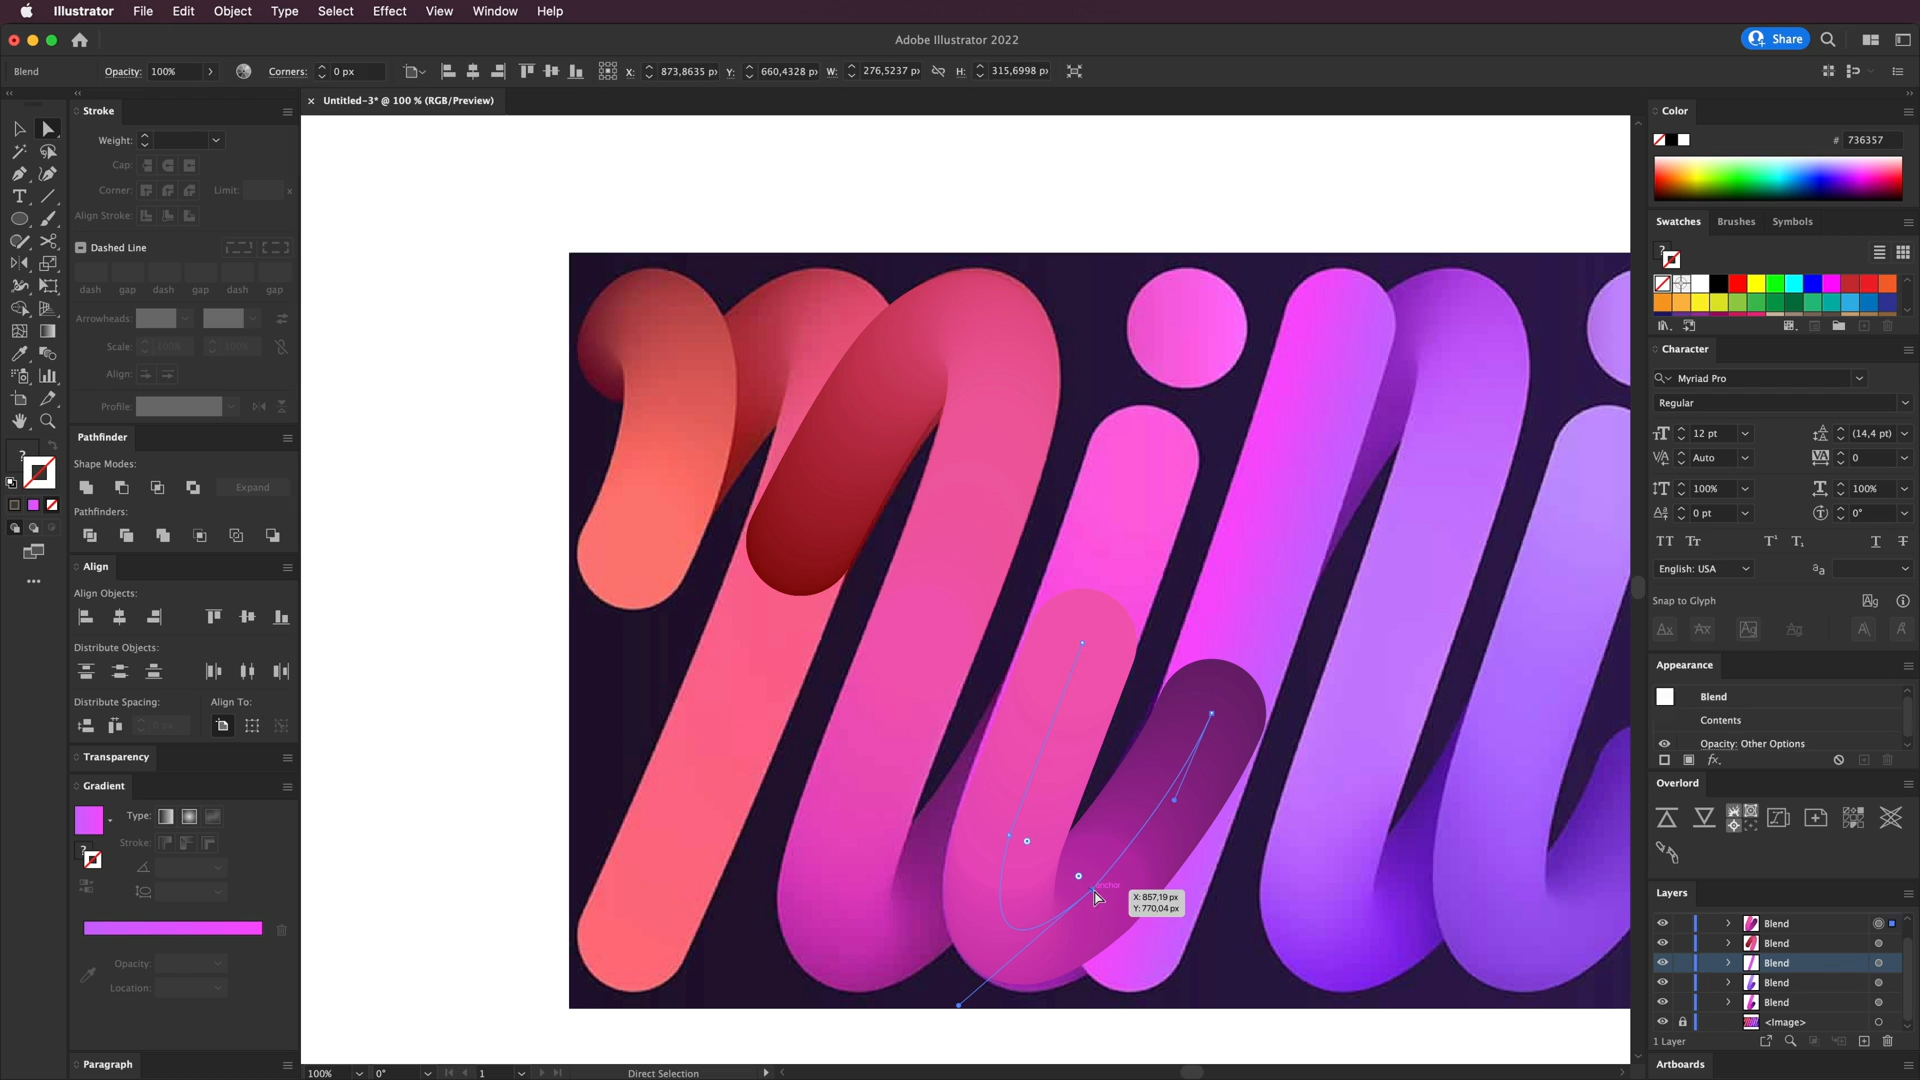 Illustrator File Edit Object Type Select Effect View Window Help
Adobe Illustrator 2022
Share
Blend Opacity: 100% Corners: 0 px X: 873,8635 px Y: 660,4328 px W: 276,5237 px H: 315,6998 px
Untitled-3* @ 100 % (RGB/Preview)
Stroke
Weight:
Cap:
Corner: Limit: x
Align Stroke:
Dashed Line
dash gap dash gap dash gap
Arrowheads:
Scale: 100% 100%
Align:
Profile:
Pathfinder
Shape Modes:
Expand
Pathfinders:
Align
Align Objects:
Distribute Objects:
Distribute Spacing: Align To:
0 px
Transparency
Gradient
Type:
Stroke:
Opacity:
Location:
Paragraph
anchor
X: 857,19 px
Y: 770,04 px
100% 0° 1 Direct Selection
Color
# 736357
Swatches Brushes Symbols
Character
Myriad Pro
Regular
12 pt (14,4 pt)
Auto 0
100% 100%
0 pt 0°
English: USA
Snap to Glyph
Appearance
Blend
Contents
Opacity: Other Options
fx
Overlord
Layers
Blend
Blend
Blend
Blend
Blend
<Image>
1 Layer
Artboards